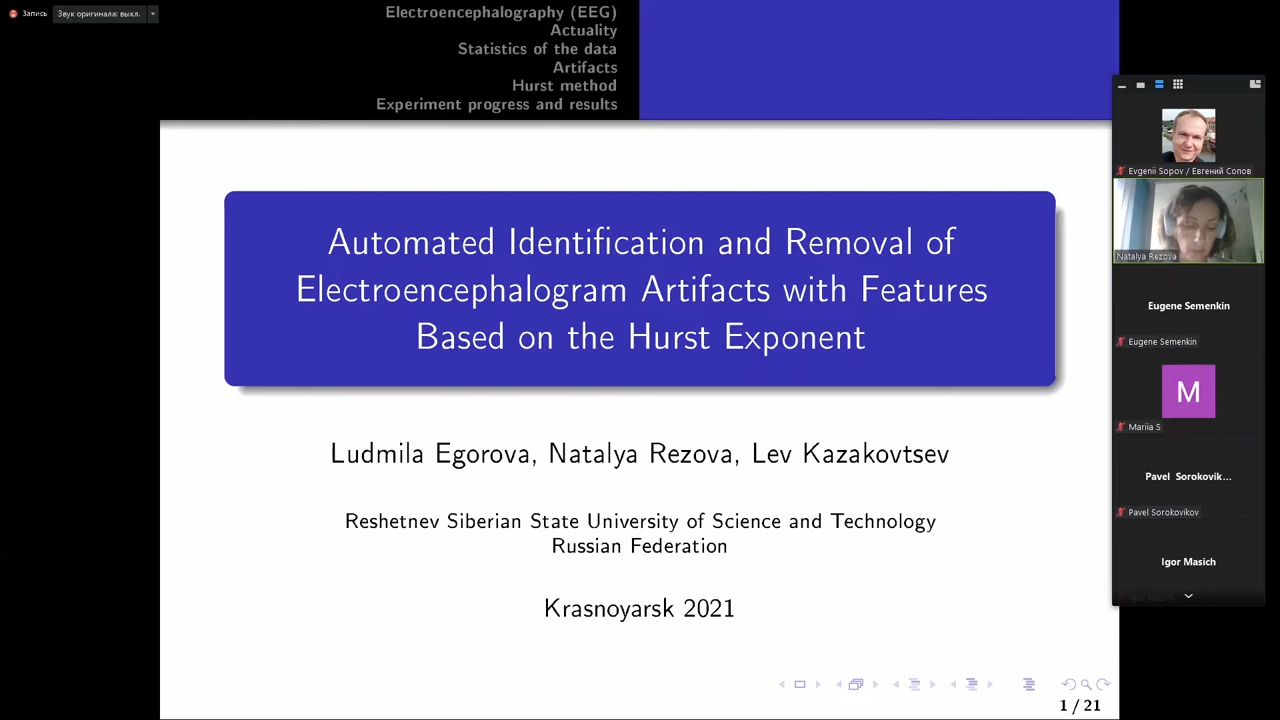 Запись
Звук оригинала: выкл.
Electroencephalography (EEG)
Actuality
Statistics of the data
Artifacts
Hurst method
Experiment progress and results
Automated Identification and Removal of
Electroencephalogram Artifacts with Features
Based on the Hurst Exponent
Ludmila Egorova, Natalya Rezova, Lev Kazakovtsev
Reshetnev Siberian State University of Science and Technology
Russian Federation
Krasnoyarsk 2021
1 / 21
Evgenii Sopov / Евгений Сопов
Natalya Rezova
Eugene Semenkin
Eugene Semenkin
M
Mariia S
Pavel Sorokovik...
Pavel Sorokovikov
Igor Masich
Igor Masich